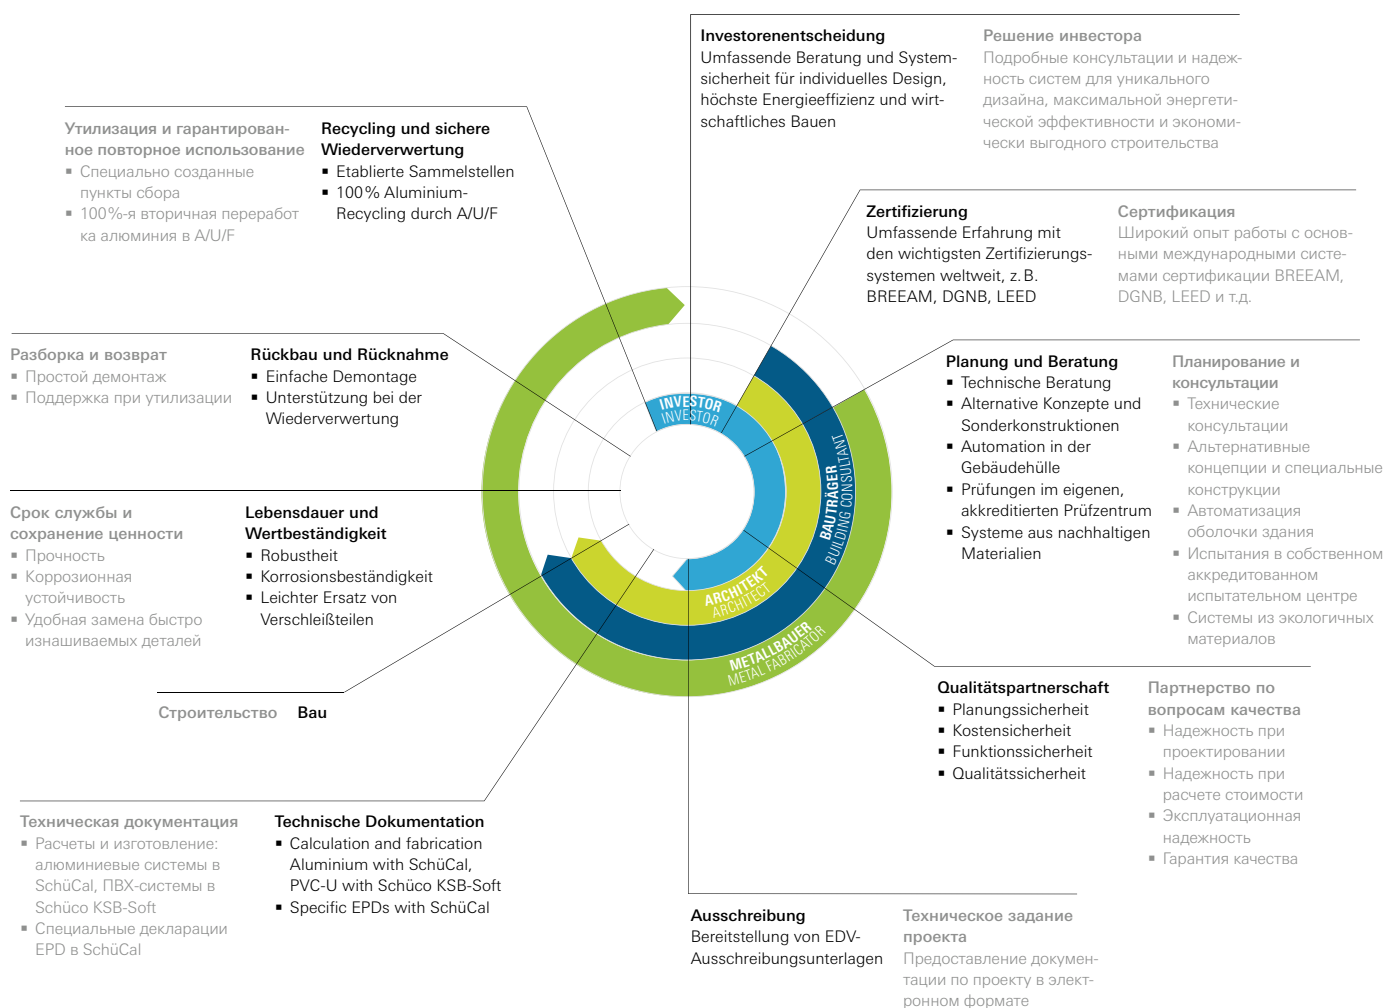 Investorenentscheidung
Umfassende Beratung und System-
sicherheit für individuelles Design,
höchste Energieeffizienz und wirt-
schaftliches Bauen
Решение инвестора
Подробные консультации и надеж-
ность систем для уникального
дизайна, максимальной энергети-
ческой эффективности и экономи-
чески выгодного строительства
Утилизация и гарантирован-
ное повторное использование
▪ Специально созданные
пункты сбора
▪ 100%-я вторичная переработ
ка алюминия в A/U/F
Recycling und sichere
Wiederverwertung
▪ Etablierte Sammelstellen
▪ 100% Aluminium-
Recycling durch A/U/F
Zertifizierung
Umfassende Erfahrung mit
den wichtigsten Zertifizierungs-
systemen weltweit, z. B.
BREEAM, DGNB, LEED
Сертификация
Широкий опыт работы с основ-
ными международными систе-
мами сертификации BREEAM,
DGNB, LEED и т.д.
Разборка и возврат
▪ Простой демонтаж
▪ Поддержка при утилизации
Rückbau und Rücknahme
▪ Einfache Demontage
▪ Unterstützung bei der
Wiederverwertung
Planung und Beratung
▪ Technische Beratung
▪ Alternative Konzepte und
Sonderkonstruktionen
▪ Automation in der
Gebäudehülle
▪ Prüfungen im eigenen,
akkreditierten Prüfzentrum
▪ Systeme aus nachhaltigen
Materialien
Планирование и
консультации
▪ Технические
консультации
▪ Альтернативные
концепции и специальные
конструкции
▪ Автоматизация
оболочки здания
▪ Испытания в собственном
аккредитованном
испытательном центре
▪ Системы из экологичных
материалов
INVESTOR
INVESTOR
BAUTRÄGER
BUILDING CONSULTANT
ARCHITEKT
ARCHITECT
METALLBAUER
METAL FABRICATOR
Срок службы и
сохранение ценности
▪ Прочность
▪ Коррозионная
устойчивость
▪ Удобная замена быстро
изнашиваемых деталей
Lebensdauer und
Wertbeständigkeit
▪ Robustheit
▪ Korrosionsbeständigkeit
▪ Leichter Ersatz von
Verschleißteilen
Строительство
Bau
Qualitätspartnerschaft
▪ Planungssicherheit
▪ Kostensicherheit
▪ Funktionssicherheit
▪ Qualitätssicherheit
Партнерство по
вопросам качества
▪ Надежность при
проектировании
▪ Надежность при
расчете стоимости
▪ Эксплуатационная
надежность
▪ Гарантия качества
Техническая документация
▪ Расчеты и изготовление:
алюминиевые системы в
SchüCal, ПВХ-системы в
Schüco KSB-Soft
▪ Специальные декларации
EPD в SchüCal
Technische Dokumentation
▪ Calculation and fabrication
Aluminium with SchüCal,
PVC-U with Schüco KSB-Soft
▪ Specific EPDs with SchüCal
Ausschreibung
Bereitstellung von EDV-
Ausschreibungsunterlagen
Техническое задание
проекта
Предоставление докумен-
тации по проекту в элект-
ронном формате